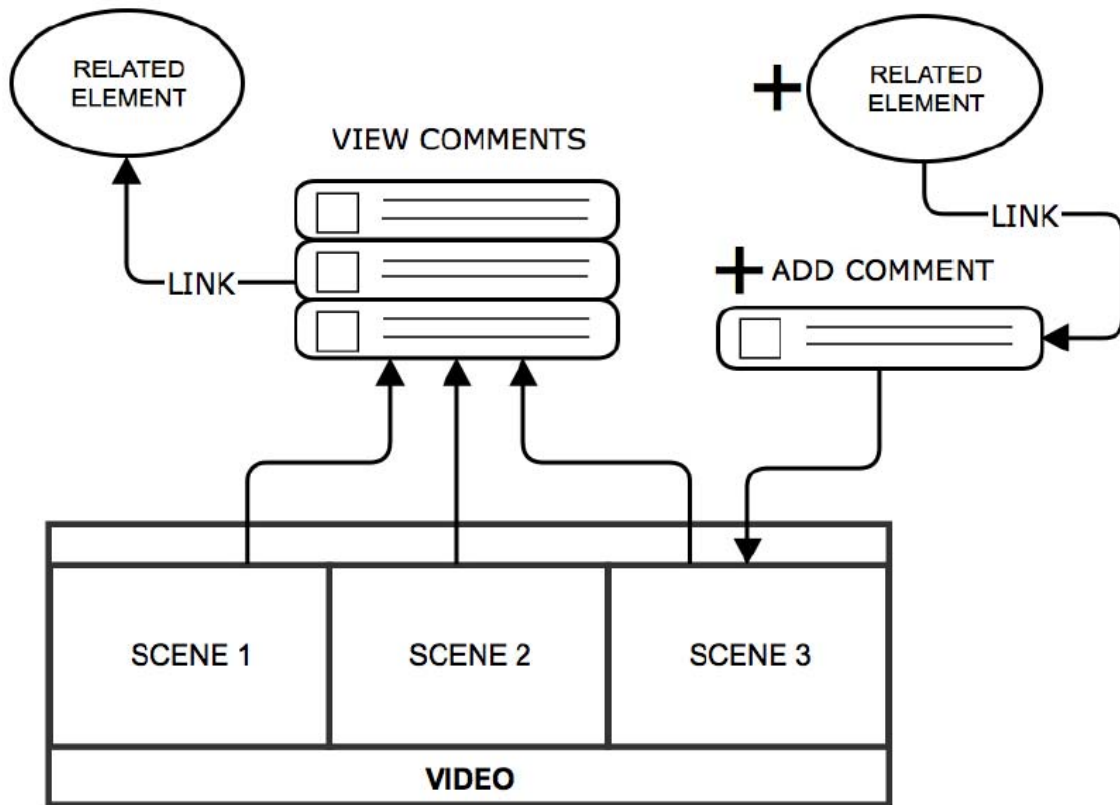 RELATED
ELEMENT
+ RELATED
ELEMENT
VIEW COMMENTS
LINK
LINK
+ ADD COMMENT
SCENE 1
SCENE 2
SCENE 3
VIDEO